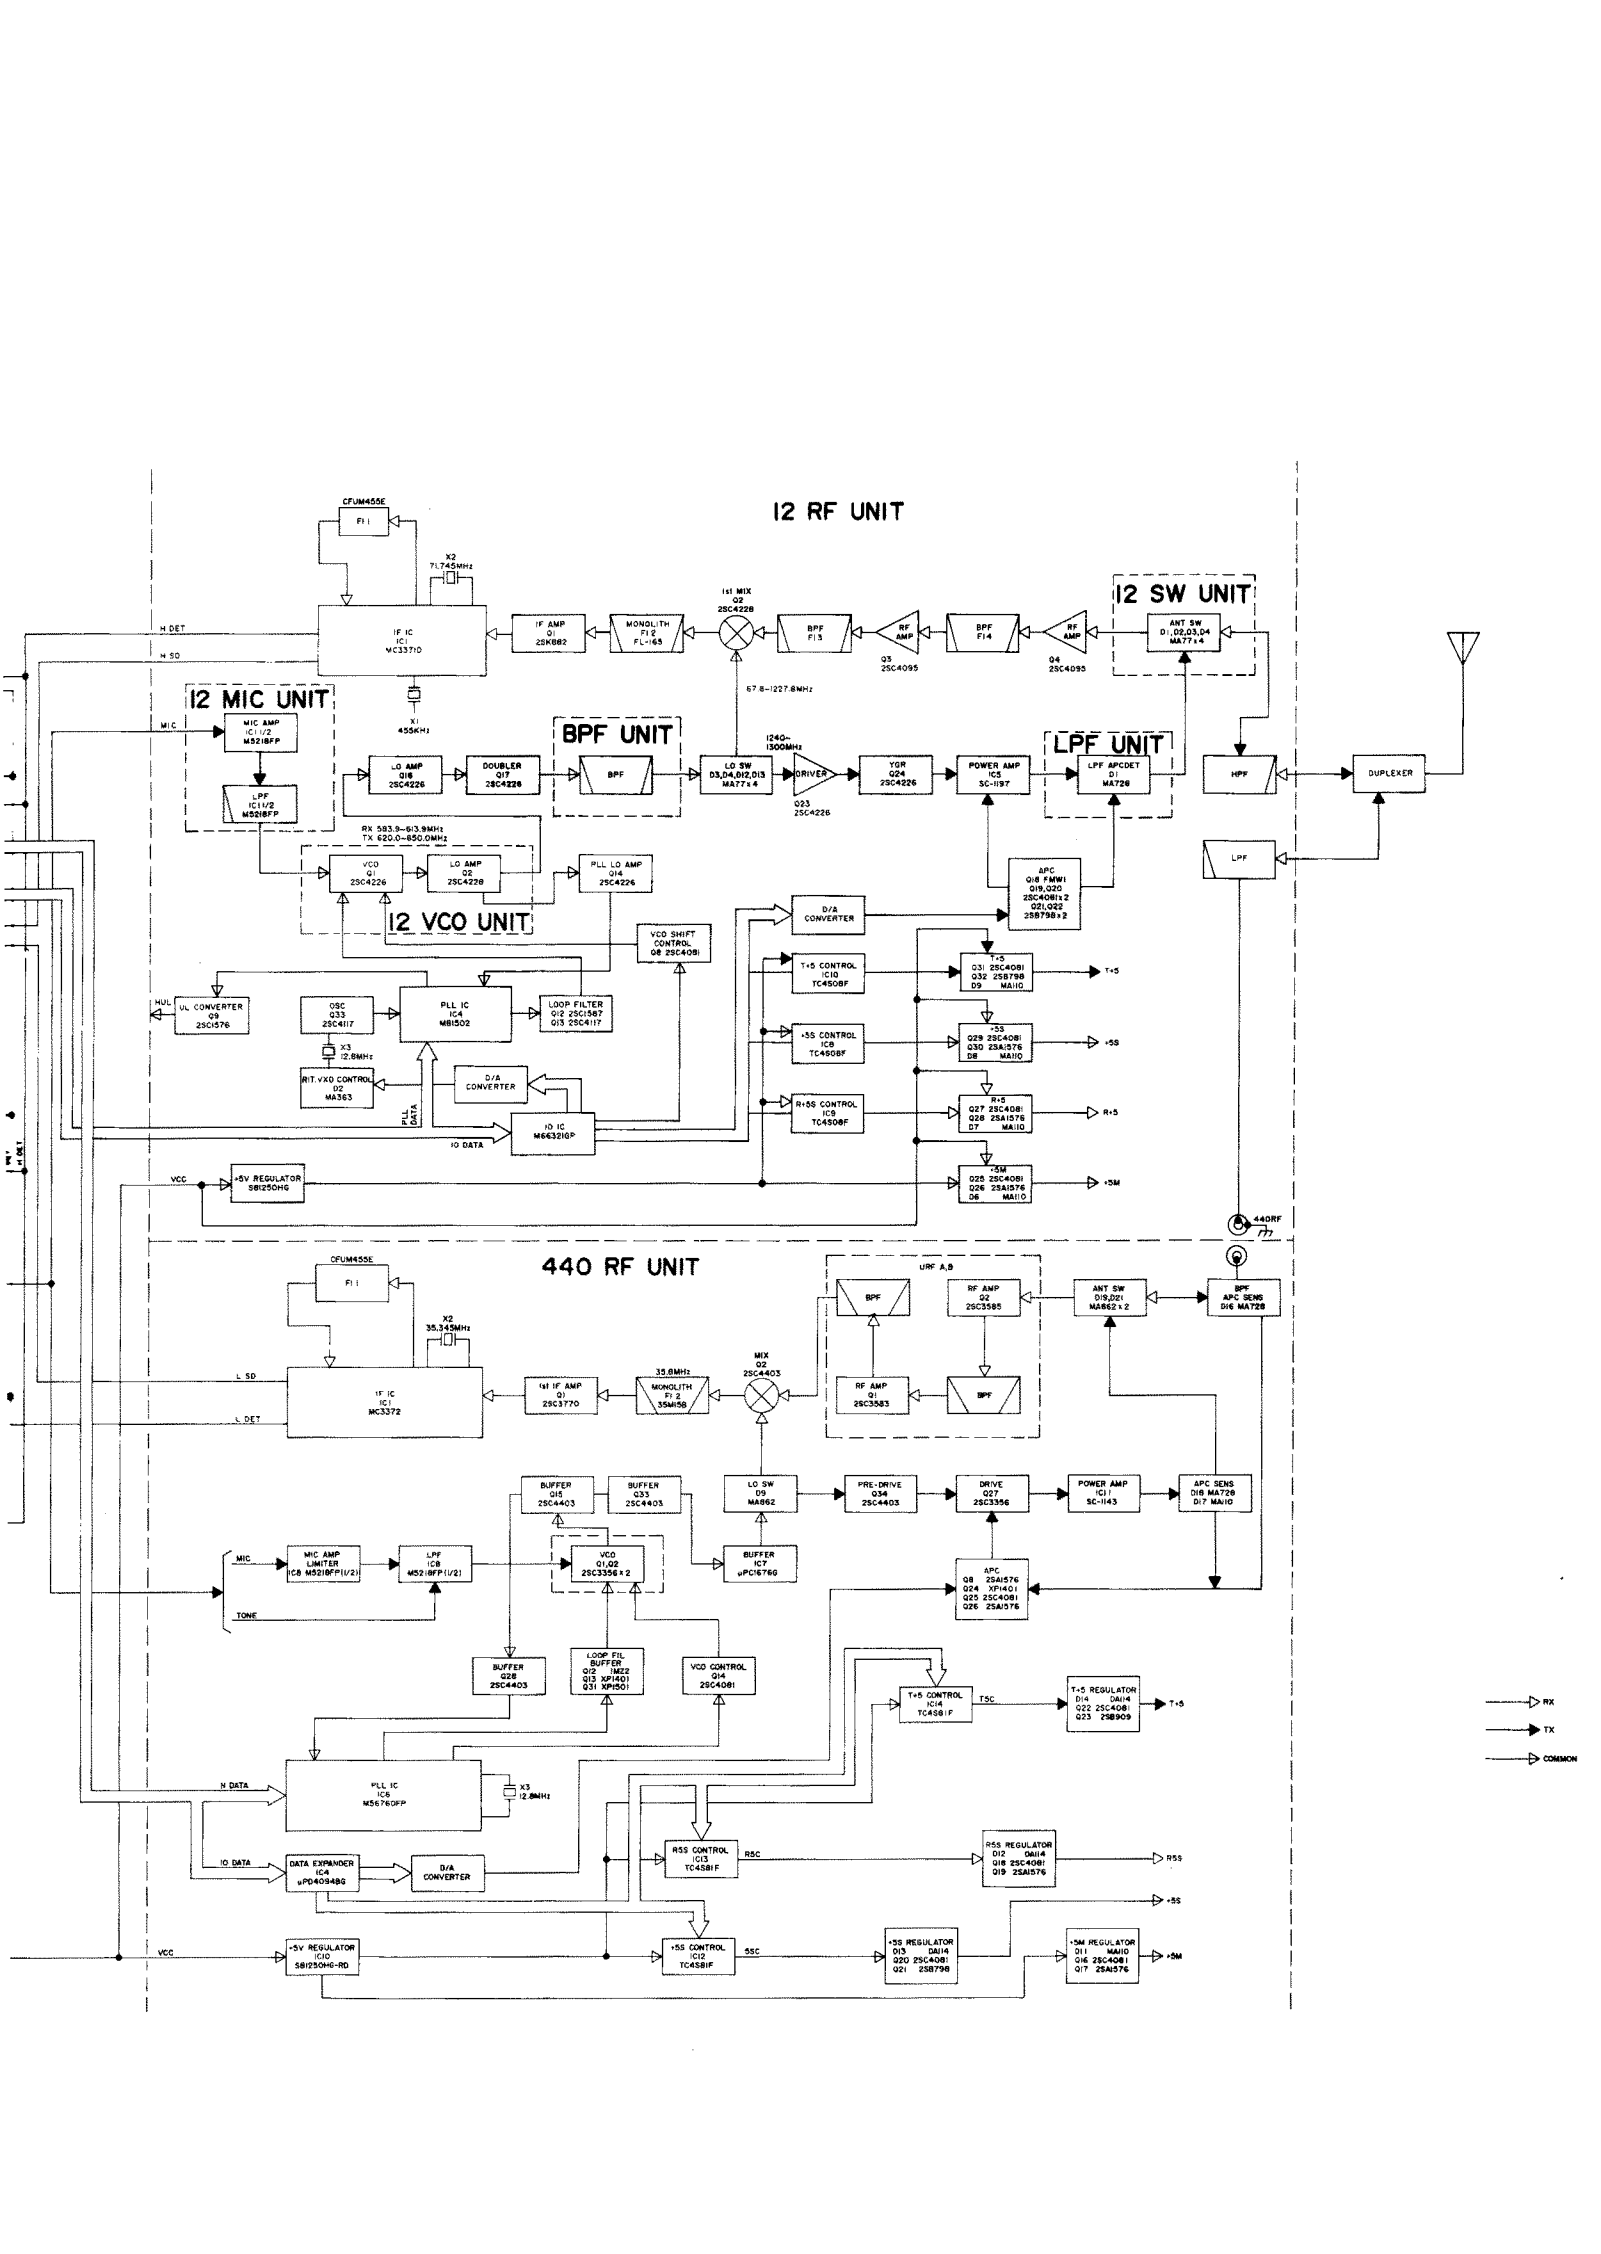 12 RF UNIT
CFUM455E
FI 1
X2
71.745MHz
IF IC
IC1
MC3371D
X1
455KHz
H DET
H SD
IF AMP
Q1
2SK882
MONOLITH
FI 2
FL-165
1st MIX
Q2
2SC4228
BPF
FI3
RF
AMP
Q3
2SC4095
BPF
FI4
RF
AMP
Q4
2SC4095
12 SW UNIT
ANT SW
D1,D2,D3,D4
MA77x4
12 MIC UNIT
MIC
MIC AMP
IC1 1/2
M5218FP
LPF
IC1 1/2
M5218FP
67.8-1227.8MHz
LO AMP
Q16
2SC4226
DOUBLER
Q17
2SC4226
BPF UNIT
BPF
LO SW
D3,D4,D12,D13
MA77x4
1240-
1300MHz
DRIVER
Q23
2SC4226
YGR
Q24
2SC4226
POWER AMP
IC5
SC-1197
LPF UNIT
LPF APCDET
D1
MA728
HPF
DUPLEXER
LPF
RX 593.9-613.9MHz
TX 620.0-650.0MHz
VCO
Q1
2SC4226
LO AMP
Q2
2SC4228
12 VCO UNIT
PLL LO AMP
Q14
2SC4226
VCO SHIFT
CONTROL
Q8 2SC4081
D/A
CONVERTER
APC
Q18 FMW1
Q19,Q20
2SC4081x2
Q21,Q22
2SB798x2
HUL
UL CONVERTER
Q9
2SC1576
OSC
Q33
2SC4117
X3
12.8MHz
RIT.VXO CONTROL
D2
MA363
PLL IC
IC4
MB1502
LOOP FILTER
Q12 2SC1587
Q13 2SC4117
PLL
DATA
D/A
CONVERTER
IO IC
M66321GP
IO DATA
T+5 CONTROL
IC10
TC4S08F
T+5
Q31 2SC4081
Q32 2SB798
D9 MA110
T+5
+5S CONTROL
IC8
TC4S08F
+5S
Q29 2SC4081
Q30 2SA1576
D8 MA110
+5S
R+5S CONTROL
IC9
TC4S08F
R+5
Q27 2SC4081
Q28 2SA1576
D7 MA110
R+5
H DET
VCC
+5V REGULATOR
S81250HG
+5M
Q25 2SC4081
Q26 2SA1576
D6 MA110
+5M
440RF
440 RF UNIT
CFUM455E
FI 1
X2
35.345MHz
IF IC
IC1
MC3372
L SD
L DET
1st IF AMP
Q1
2SC3770
35.8MHz
MONOLITH
FI 2
35M15B
MIX
Q2
2SC4403
URF A,B
BPF
RF AMP
Q2
2SC3585
RF AMP
Q1
2SC3583
BPF
ANT SW
D19,D21
MA862x2
BPF
APC SENS
D16 MA728
BUFFER
Q15
2SC4403
BUFFER
Q33
2SC4403
LO SW
D9
MA862
PRE-DRIVE
Q34
2SC4403
DRIVE
Q27
2SC3356
POWER AMP
IC11
SC-1143
APC SENS
D18 MA728
D17 MA110
MIC
MIC AMP
LIMITER
IC8 M5218FP(1/2)
LPF
IC8
M5218FP(1/2)
VCO
Q1,Q2
2SC3356x2
BUFFER
IC7
μPC1676G
APC
Q8 2SA1576
Q24 XP1401
Q25 2SC4081
Q26 2SA1576
TONE
BUFFER
Q28
2SC4403
LOOP FIL
BUFFER
Q12 IMZ2
Q13 XP1401
Q31 XP1501
VCO CONTROL
Q14
2SC4081
T+5 CONTROL
IC14
TC4S81F
T5C
T+5 REGULATOR
D14 DA114
Q22 2SC4081
Q23 2SB909
T+5
RX
TX
COMMON
N DATA
PLL IC
IC6
M56760FP
X3
12.8MHz
IO DATA
DATA EXPANDER
IC4
μPD4094BG
D/A
CONVERTER
R5S CONTROL
IC13
TC4S81F
R5C
R5S REGULATOR
D12 DA114
Q18 2SC4081
Q19 2SA1576
R5S
+5S
VCC
+5V REGULATOR
IC10
S81250HG-RD
+5S CONTROL
IC12
TC4S81F
5SC
+5S REGULATOR
D13 DA114
Q20 2SC4081
Q21 2SB798
+5M REGULATOR
D11 MA110
Q16 2SC4081
Q17 2SA1576
+5M